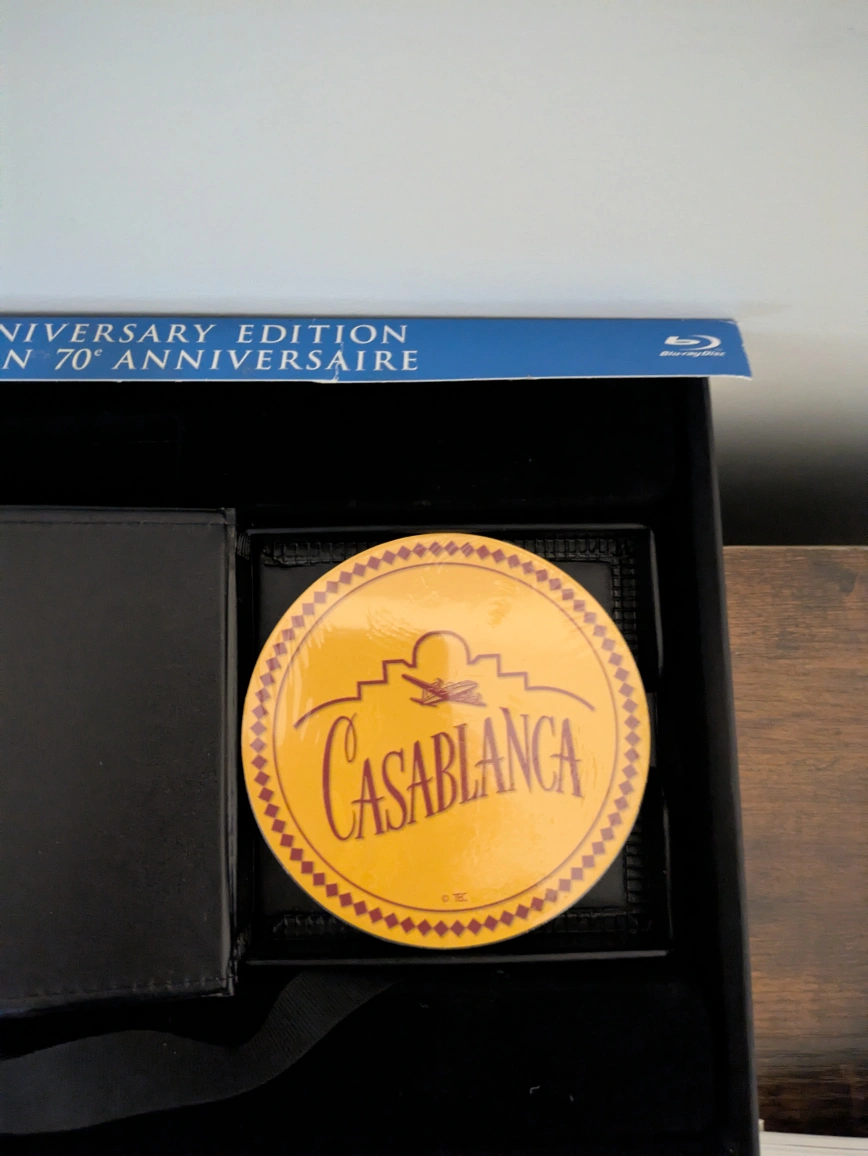 NIVERSARY EDITION
N 70e ANNIVERSAIRE
Blu-ray Disc
CASABLANCA
©